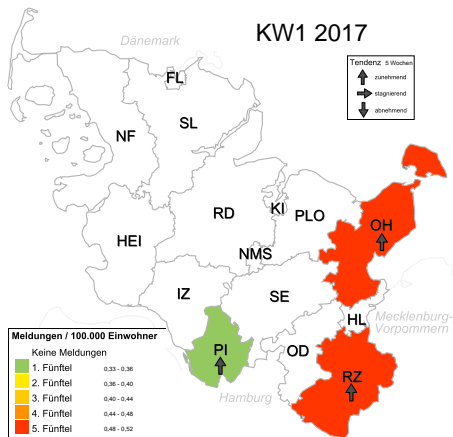 KW1 2017
Dänemark
Tendenz 5 Wochen
zunehmend
stagnierend
abnehmend
FL
SL
NF
RD
KI
PLO
OH
HEI
NMS
IZ
SE
HL
Mecklenburg-
Vorpommern
PI
OD
RZ
Hamburg
Meldungen / 100.000 Einwohner
Keine Meldungen
1. Fünftel 0,33 - 0,36
2. Fünftel 0,36 - 0,40
3. Fünftel 0,40 - 0,44
4. Fünftel 0,44 - 0,48
5. Fünftel 0,48 - 0,52